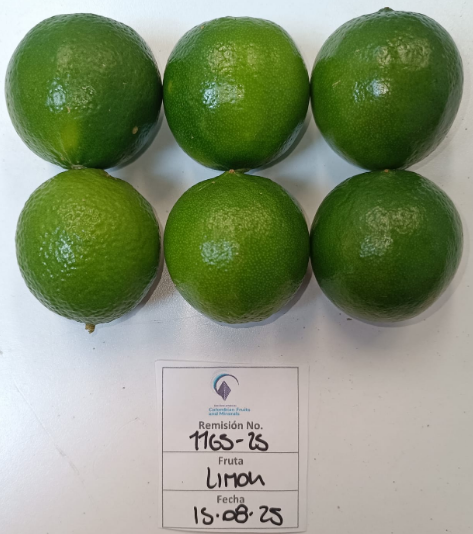 Colombian Fruits
and Minerals
Remisión No.
1165-25
Fruta
LIMON
Fecha
15.08.25